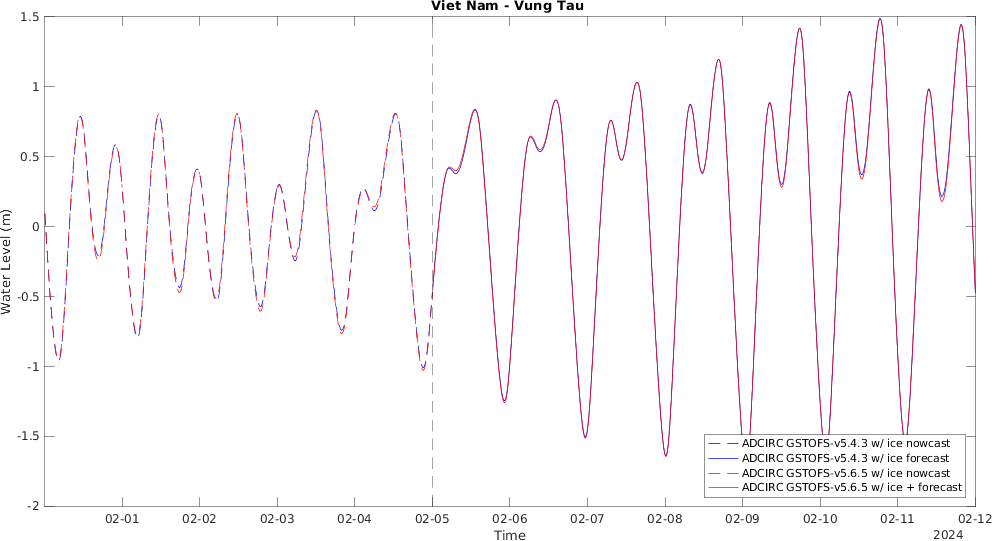 Viet Nam - Vung Tau
1.5
1
0.5
0
-0.5
-1
-1.5
-2
Water Level (m)
02-01 02-02 02-03 02-04 02-05 02-06 02-07 02-08 02-09 02-10 02-11 02-12
Time
2024
ADCIRC GSTOFS-v5.4.3 w/ ice nowcast
ADCIRC GSTOFS-v5.4.3 w/ ice forecast
ADCIRC GSTOFS-v5.6.5 w/ ice nowcast
ADCIRC GSTOFS-v5.6.5 w/ ice + forecast